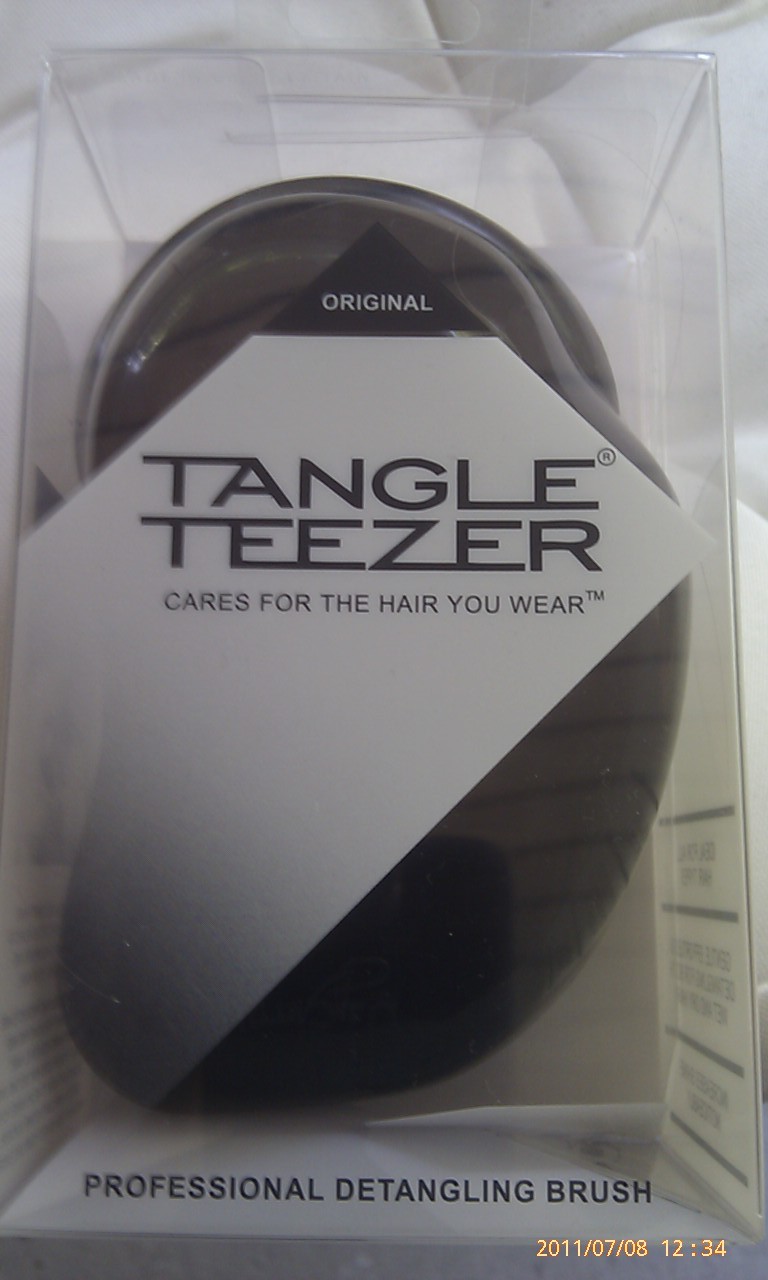 ORIGINAL
TANGLE®
TEEZER
CARES FOR THE HAIR YOU WEAR™
PROFESSIONAL DETANGLING BRUSH
2011/07/08 12:34